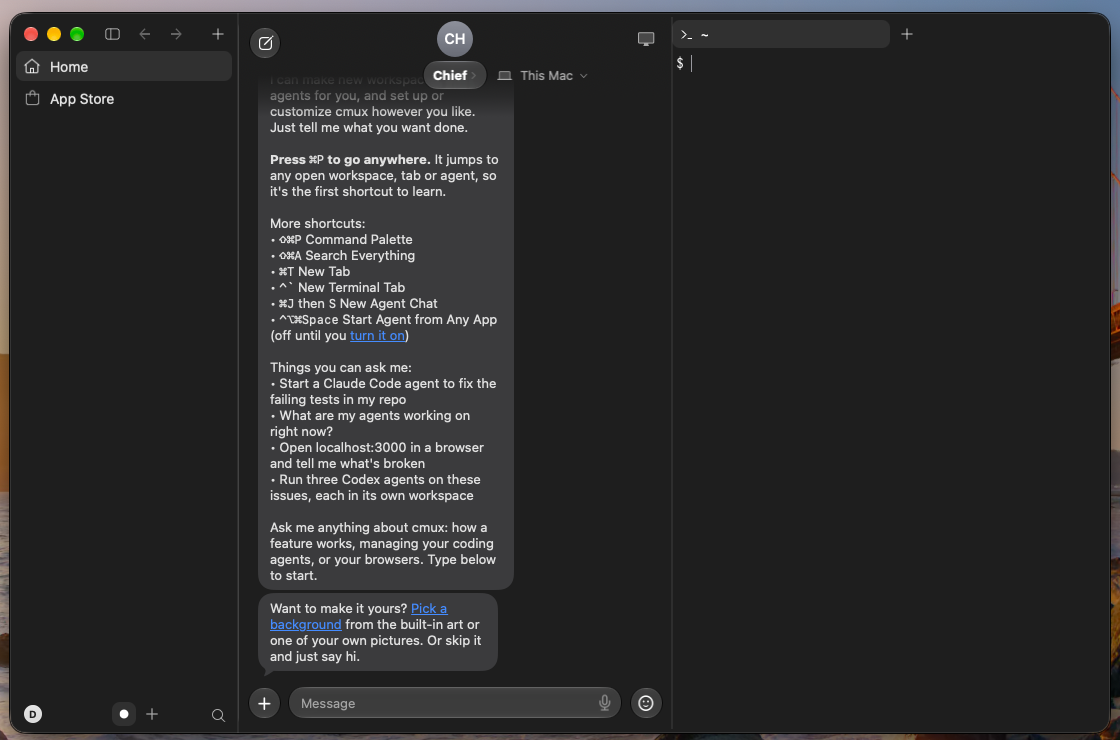 Home
App Store
D
CH
Chief
This Mac
I can make new workspac
agents for you, and set up or
customize cmux however you like.
Just tell me what you want done.
Press ⌘P to go anywhere. It jumps to
any open workspace, tab or agent, so
it's the first shortcut to learn.
More shortcuts:
• ⇧⌘P Command Palette
• ⇧⌘A Search Everything
• ⌘T New Tab
• ^` New Terminal Tab
• ⌘J then S New Agent Chat
• ^⌥⌘Space Start Agent from Any App
(off until you turn it on)
Things you can ask me:
• Start a Claude Code agent to fix the
failing tests in my repo
• What are my agents working on
right now?
• Open localhost:3000 in a browser
and tell me what's broken
• Run three Codex agents on these
issues, each in its own workspace
Ask me anything about cmux: how a
feature works, managing your coding
agents, or your browsers. Type below
to start.
Want to make it yours? Pick a
background from the built-in art or
one of your own pictures. Or skip it
and just say hi.
Message
>_ ~
$